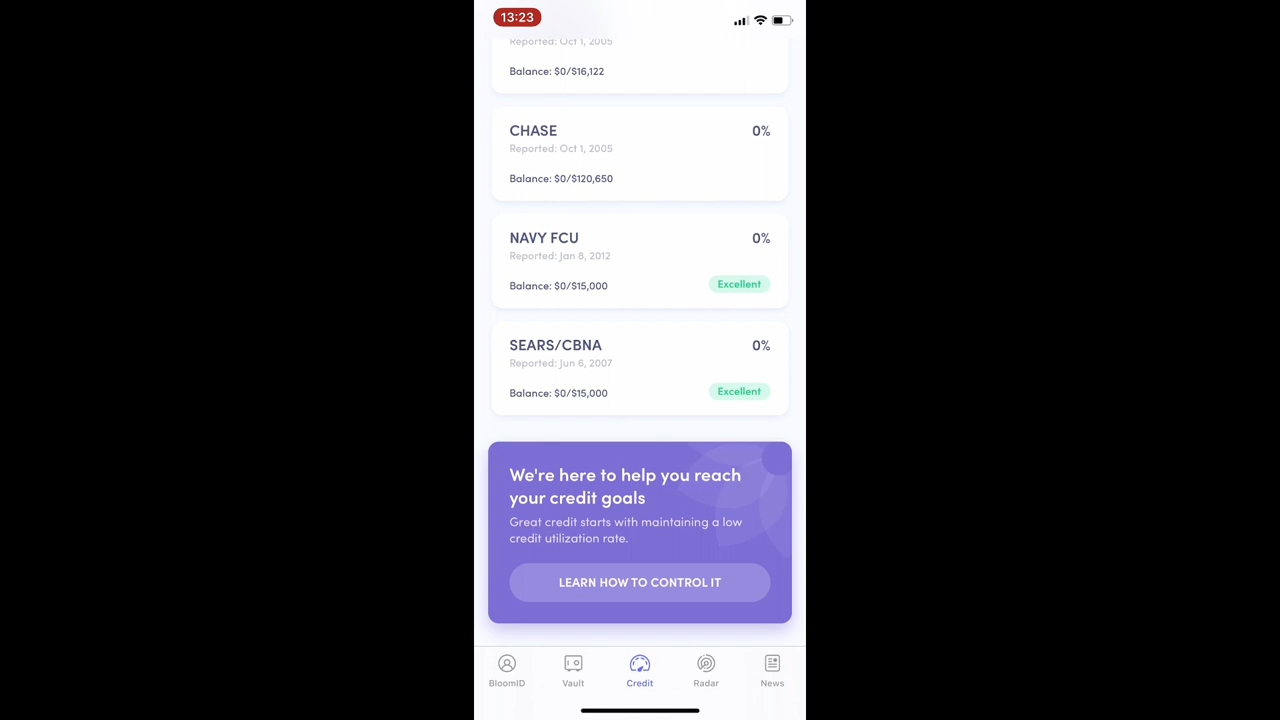 13:23
Reported: Oct 1, 2005
Balance: $0/$16,122
CHASE
0%
Reported: Oct 1, 2005
Balance: $0/$120,650
NAVY FCU
0%
Reported: Jan 8, 2012
Balance: $0/$15,000
Excellent
SEARS/CBNA
0%
Reported: Jun 6, 2007
Balance: $0/$15,000
Excellent
We're here to help you reach
your credit goals
Great credit starts with maintaining a low
credit utilization rate.
LEARN HOW TO CONTROL IT
BloomID
Vault
Credit
Radar
News